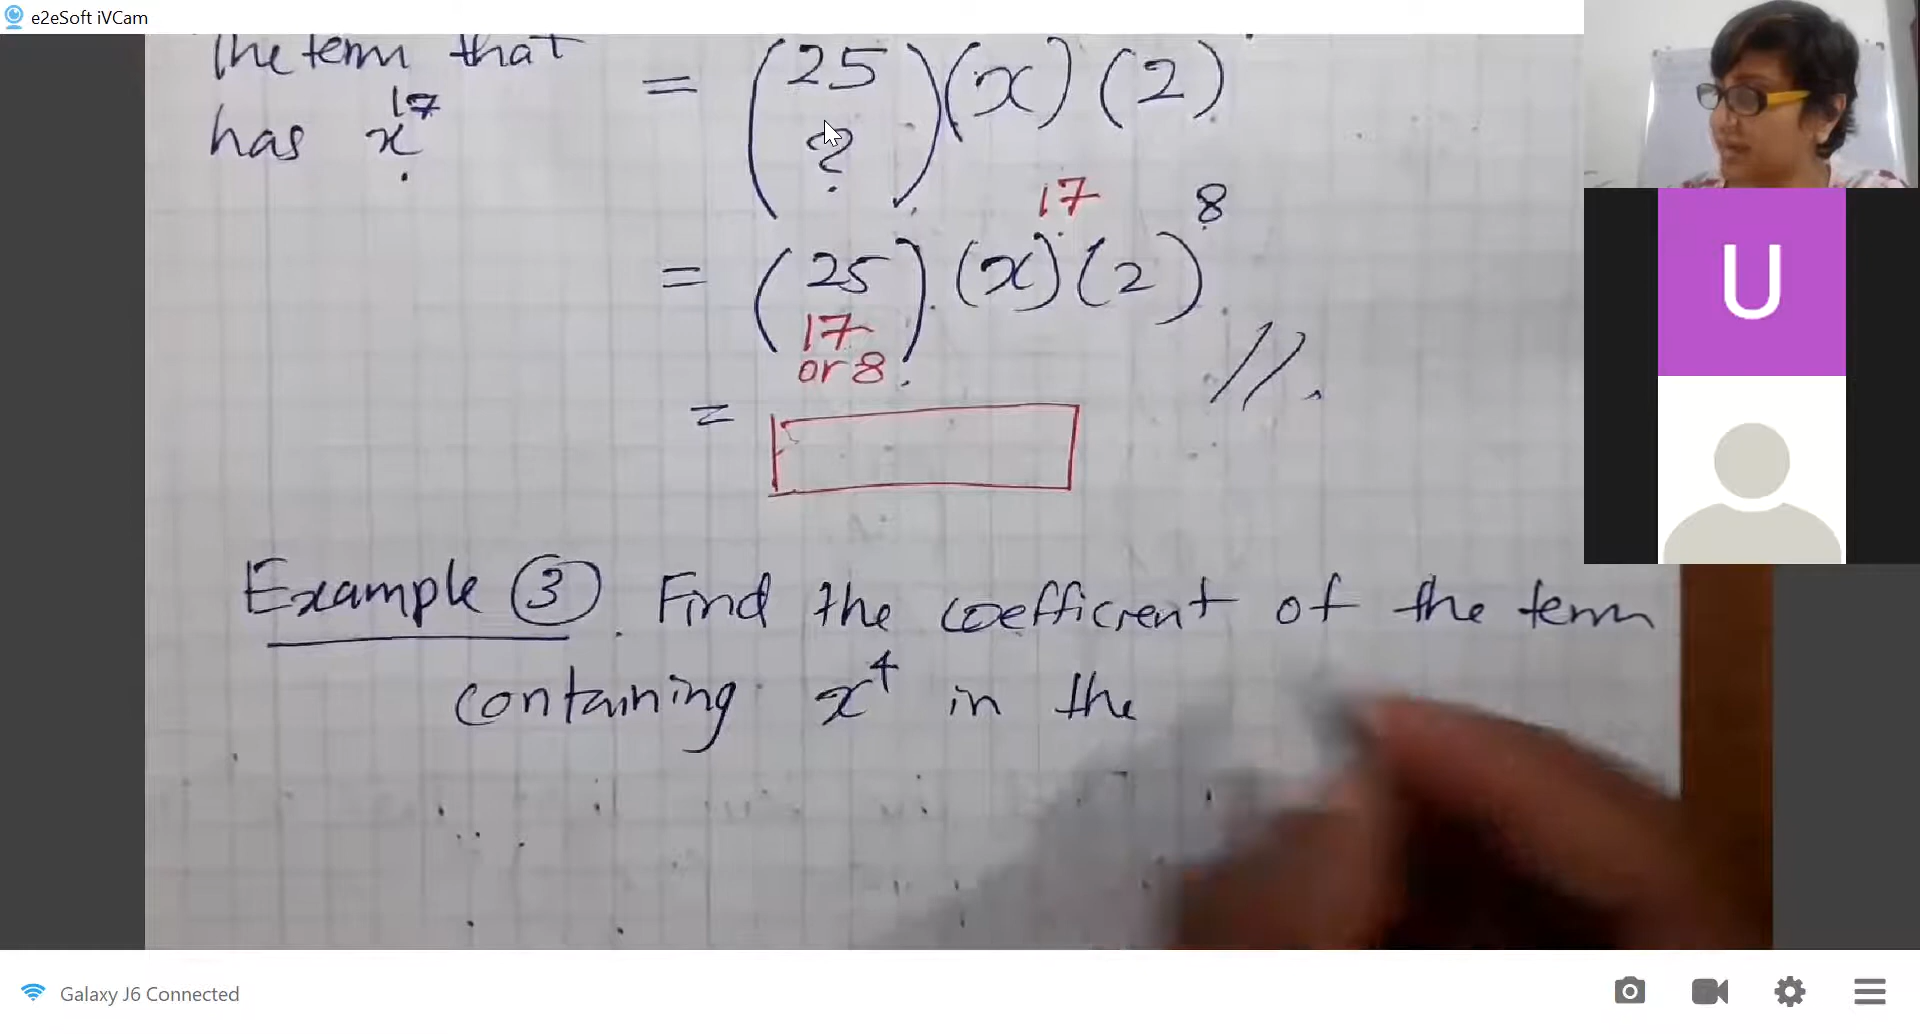 e2eSoft iVCam
The term that
has x¹⁷
= (25 ?) (x) (2)
= (25 17 or 8) (x)¹⁷ (2)⁸
=
Example ③. Find the coefficient of the term
containing x⁴ in the
U
Galaxy J6 Connected